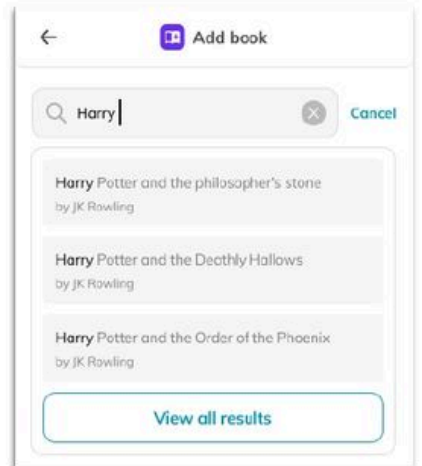 Add book
Harry
Cancel
Harry Potter and the philosopher's stone
by JK Rowling
Harry Potter and the Deathly Hallows
by JK Rowling
Harry Potter and the Order of the Phoenix
by JK Rowling
View all results